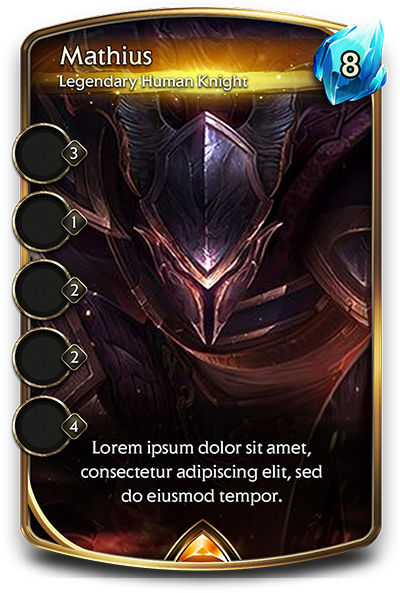 Mathius
8
Legendary Human Knight
3
1
2
2
4
Lorem ipsum dolor sit amet,
consectetur adipiscing elit, sed
do eiusmod tempor.